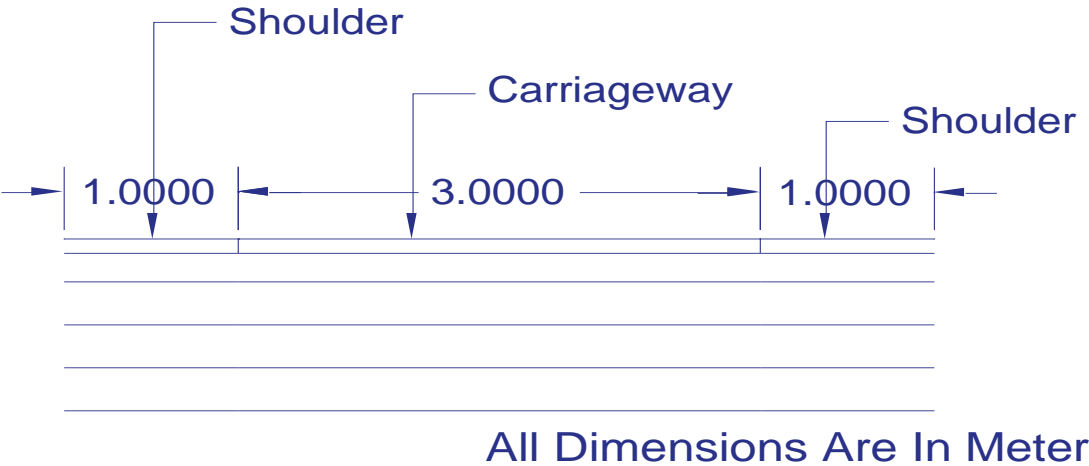 Shoulder
Carriageway
Shoulder
1.0000
3.0000
1.0000
All Dimensions Are In Meter